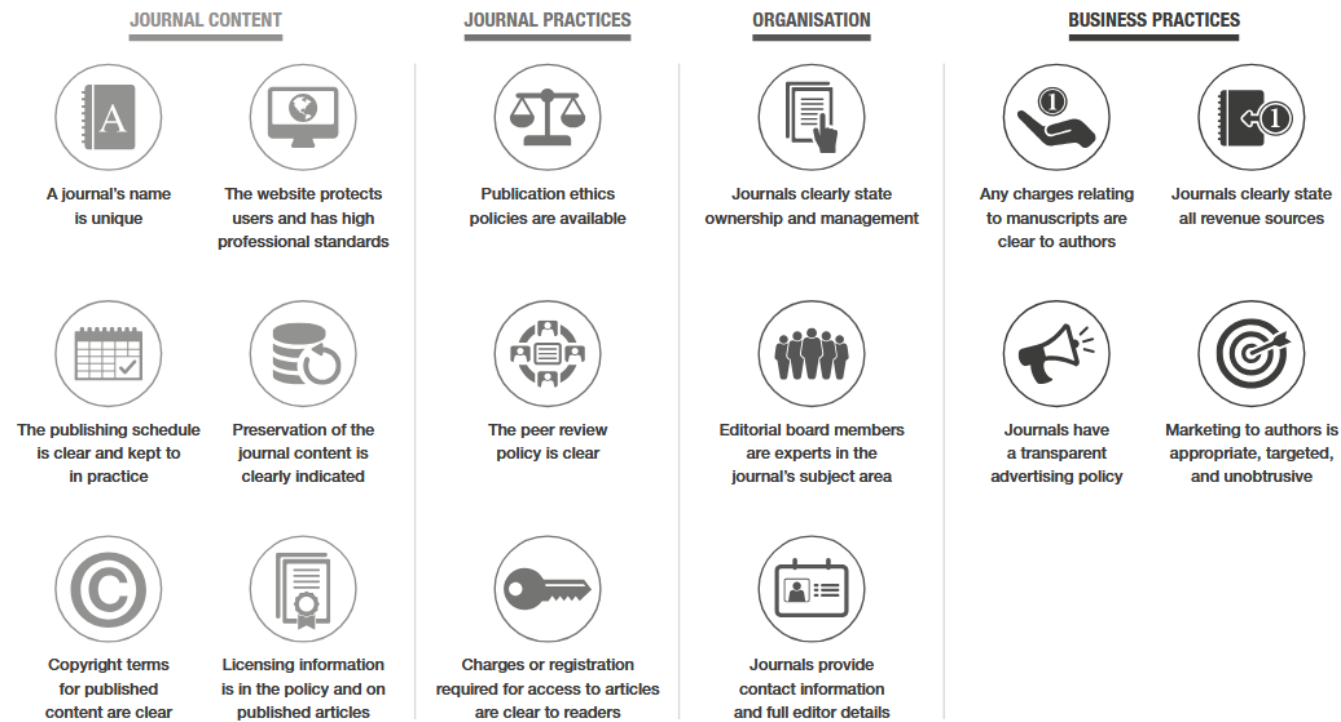 JOURNAL CONTENT
A
A journal's name
is unique
The website protects
users and has high
professional standards
The publishing schedule
is clear and kept to
in practice
Preservation of the
journal content is
clearly indicated
©
Copyright terms
for published
content are clear
Licensing information
is in the policy and on
published articles
JOURNAL PRACTICES
Publication ethics
policies are available
The peer review
policy is clear
Charges or registration
required for access to articles
are clear to readers
ORGANISATION
Journals clearly state
ownership and management
Editorial board members
are experts in the
journal's subject area
Journals provide
contact information
and full editor details
BUSINESS PRACTICES
1
Any charges relating
to manuscripts are
clear to authors
1
Journals clearly state
all revenue sources
Journals have
a transparent
advertising policy
Marketing to authors is
appropriate, targeted,
and unobtrusive